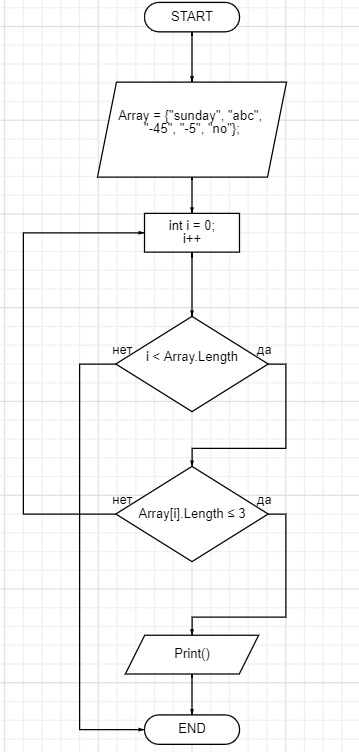 START
Array = {"sunday", "abc",
"-45", "-5", "no"};
int i = 0;
i++
нет
i < Array.Length
да
нет
Array[i].Length ≤ 3
да
Print()
END